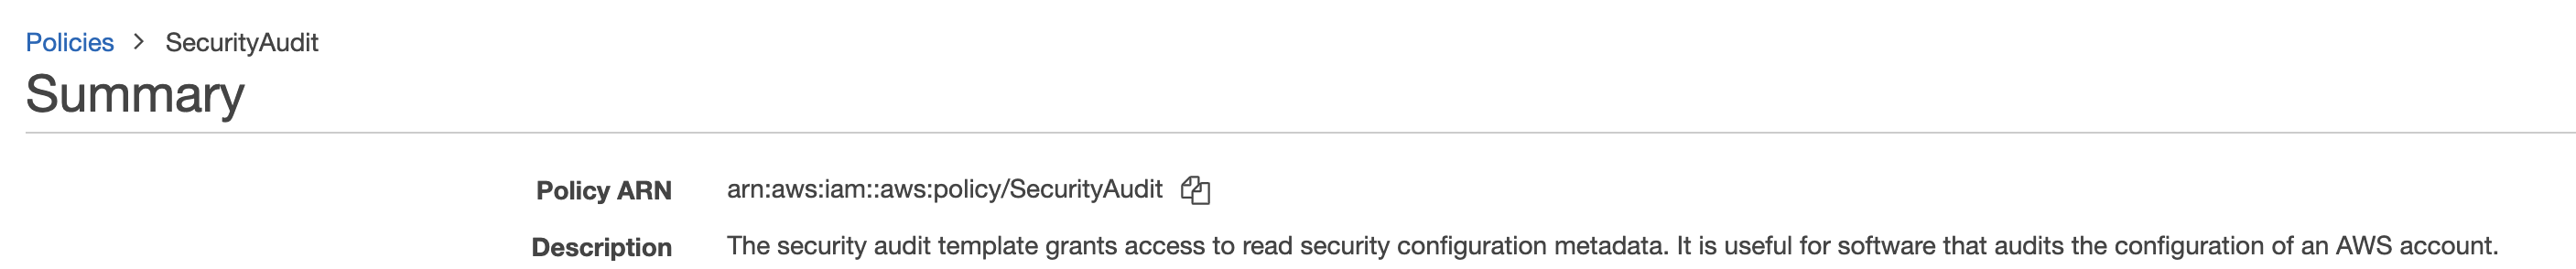 Policies > SecurityAudit
Summary
Policy ARN arn:aws:iam::aws:policy/SecurityAudit
Description The security audit template grants access to read security configuration metadata. It is useful for software that audits the configuration of an AWS account.